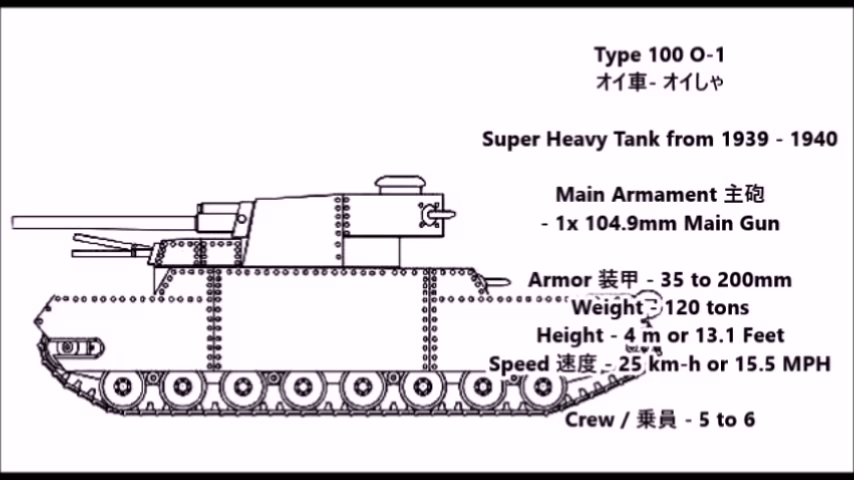 Type 100 O-1
オイ車- オイしゃ
Super Heavy Tank from 1939 - 1940
Main Armament 主砲
- 1x 104.9mm Main Gun
Armor 装甲 - 35 to 200mm
Weight - 120 tons
Height - 4 m or 13.1 Feet
Speed 速度 - 25 km-h or 15.5 MPH
Crew / 乗員 - 5 to 6